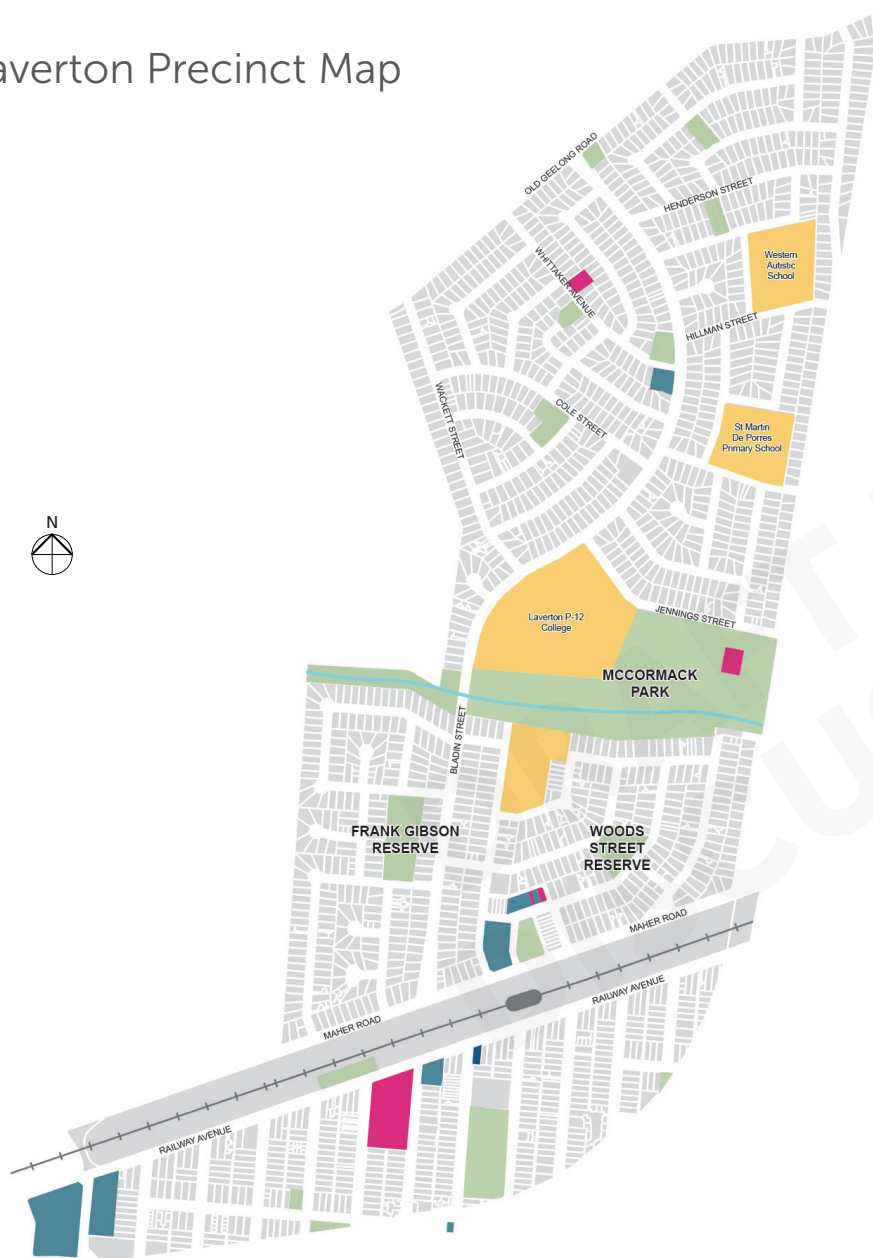 averton Precinct Map
OLD GEELONG ROAD
HENDERSON STREET
WHITTAKER AVENUE
Western
Autistic
School
HILLMAN STREET
WACKETT STREET
COLE STREET
St Martin
De Porres
Primary School
N
Laverton P-12
College
JENNINGS STREET
MCCORMACK
PARK
BLADIN STREET
FRANK GIBSON
RESERVE
WOODS
STREET
RESERVE
MAHER ROAD
RAILWAY AVENUE
MAHER ROAD
RAILWAY AVENUE